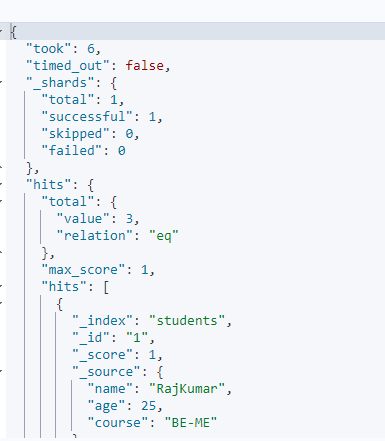 {
"took": 6,
"timed_out": false,
"_shards": {
"total": 1,
"successful": 1,
"skipped": 0,
"failed": 0
},
"hits": {
"total": {
"value": 3,
"relation": "eq"
},
"max_score": 1,
"hits": [
{
"_index": "students",
"_id": "1",
"_score": 1,
"_source": {
"name": "RajKumar",
"age": 25,
"course": "BE-ME"
}